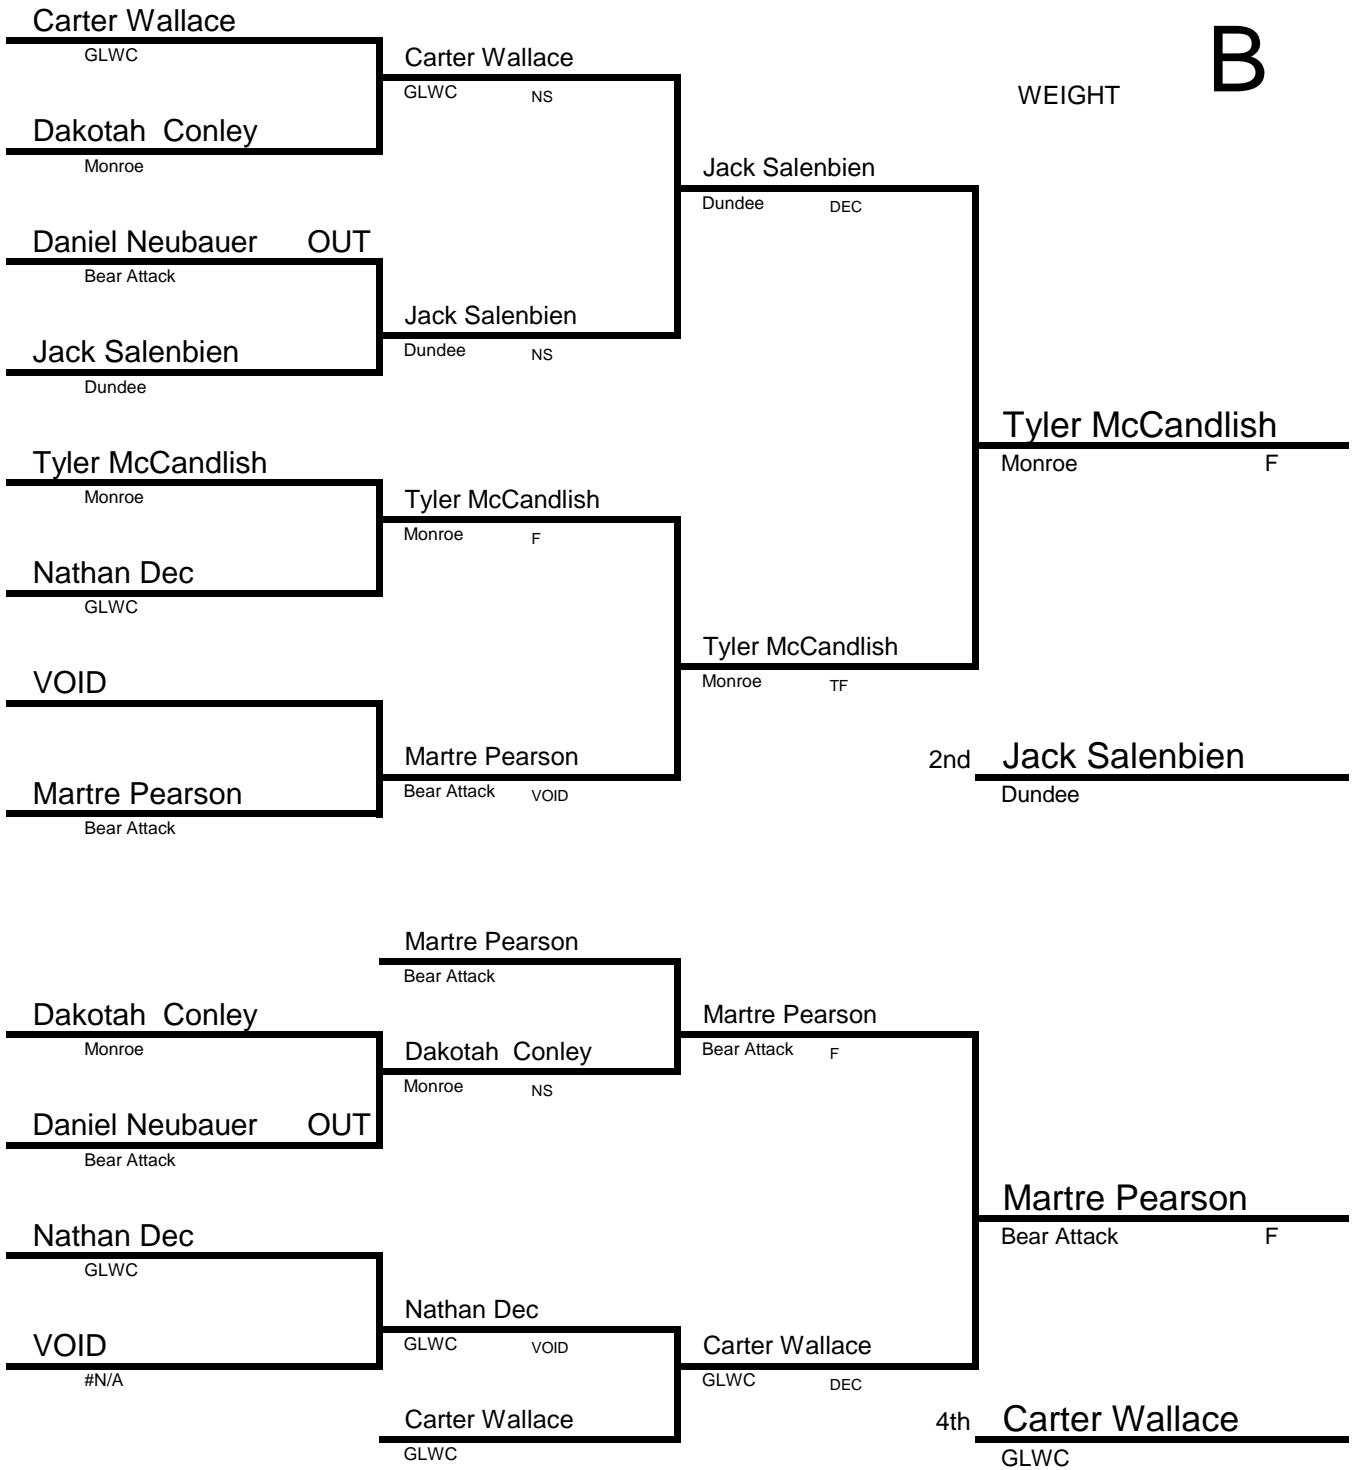 Carter Wallace
GLWC
Carter Wallace
GLWC NS
B
WEIGHT
Dakotah  Conley
Monroe
Jack Salenbien
Dundee DEC
Daniel Neubauer OUT
Bear Attack
Jack Salenbien
Dundee NS
Jack Salenbien
Dundee
Tyler McCandlish
Monroe F
Tyler McCandlish
Monroe
Tyler McCandlish
Monroe F
Nathan Dec
GLWC
Tyler McCandlish
Monroe TF
VOID
Martre Pearson
Bear Attack VOID
2nd Jack Salenbien
Dundee
Martre Pearson
Bear Attack
Martre Pearson
Bear Attack
Dakotah  Conley
Monroe
Martre Pearson
Bear Attack F
Dakotah  Conley
Monroe NS
Daniel Neubauer OUT
Bear Attack
Martre Pearson
Bear Attack F
Nathan Dec
GLWC
Nathan Dec
GLWC VOID
VOID
#N/A
Carter Wallace
GLWC DEC
Carter Wallace
GLWC
4th Carter Wallace
GLWC